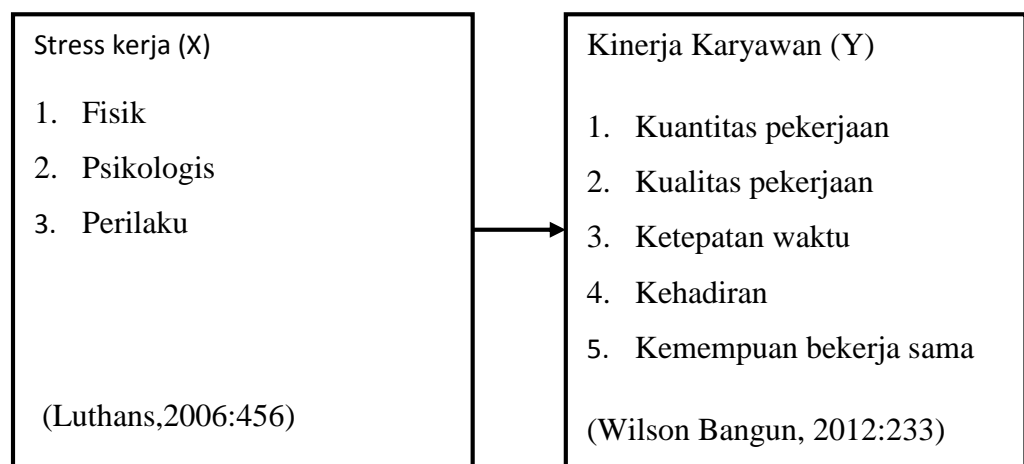 Stress kerja (X)
1. Fisik
2. Psikologis
3. Perilaku
(Luthans,2006:456)
Kinerja Karyawan (Y)
1. Kuantitas pekerjaan
2. Kualitas pekerjaan
3. Ketepatan waktu
4. Kehadiran
5. Kemempuan bekerja sama
(Wilson Bangun, 2012:233)